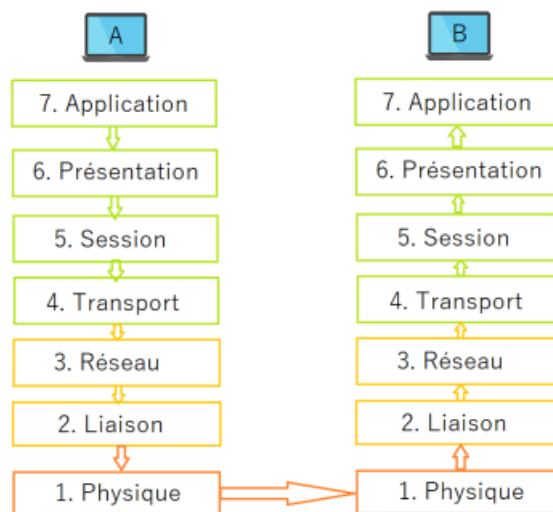 A
7. Application
6. Présentation
5. Session
4. Transport
3. Réseau
2. Liaison
1. Physique
B
7. Application
6. Présentation
5. Session
4. Transport
3. Réseau
2. Liaison
1. Physique